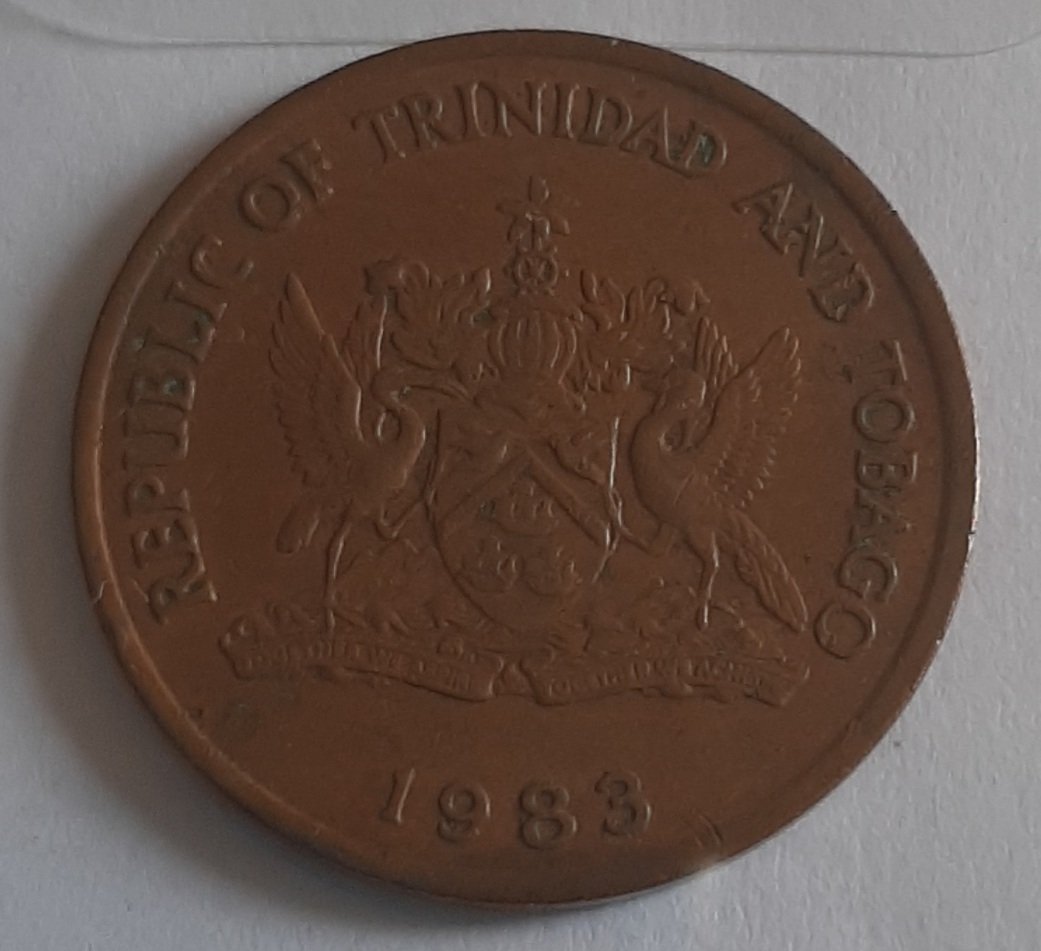 REPUBLIC OF TRINIDAD AND TOBAGO
1983